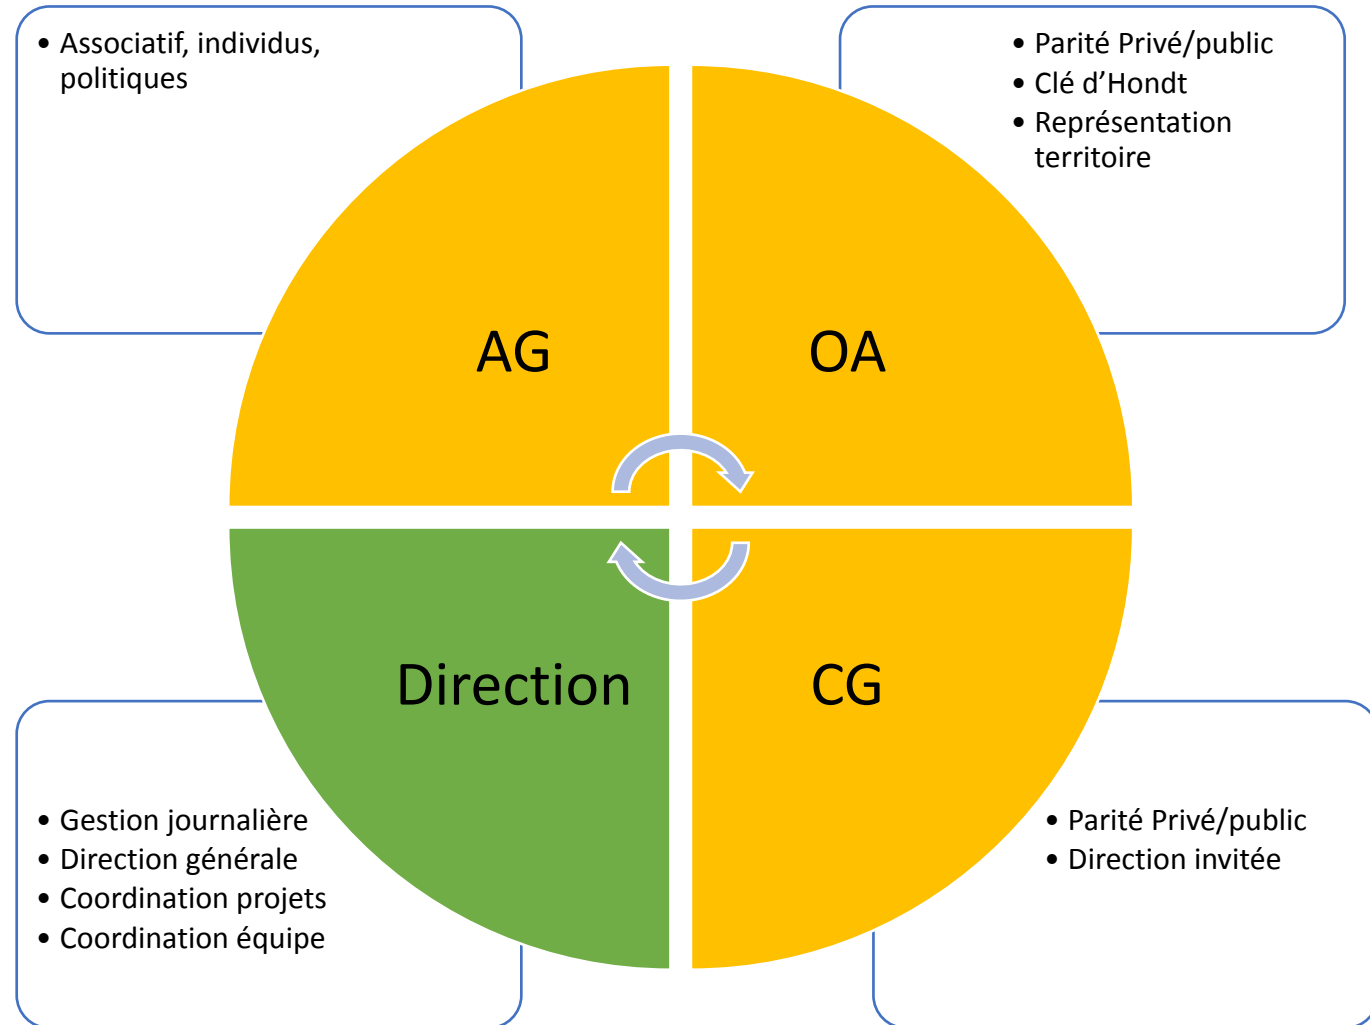 • Associatif, individus,
politiques
• Parité Privé/public
• Clé d’Hondt
• Représentation
territoire
AG
OA
Direction
CG
• Gestion journalière
• Direction générale
• Coordination projets
• Coordination équipe
• Parité Privé/public
• Direction invitée